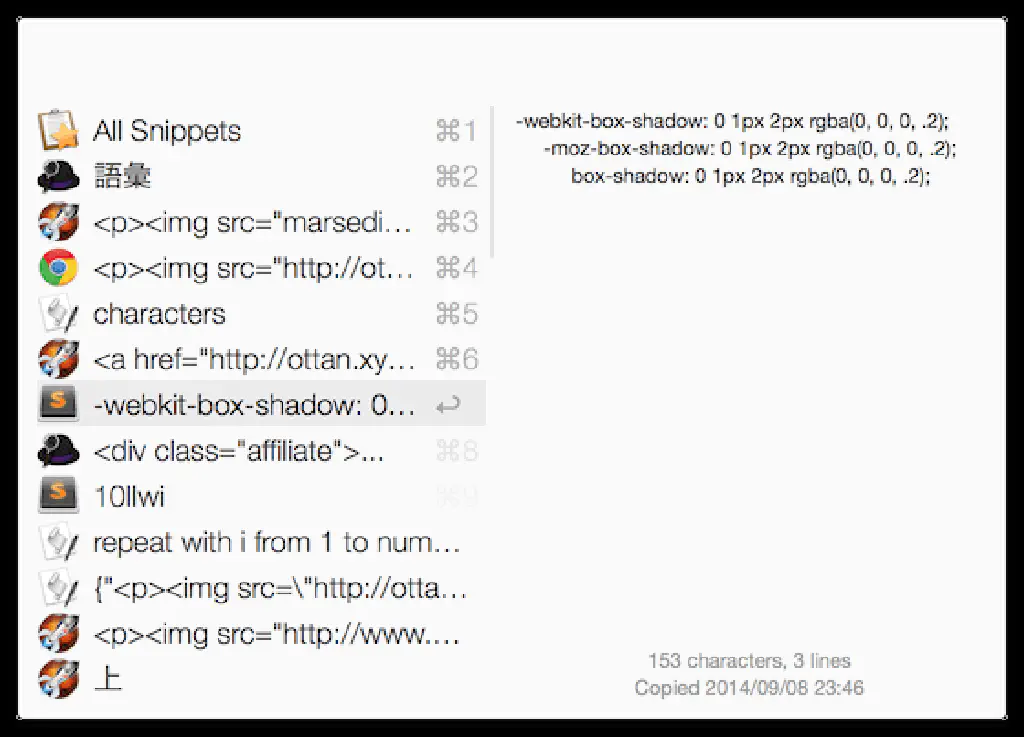 All Snippets ⌘1
語彙 ⌘2
<p><img src="marsedi... ⌘3
<p><img src="http://ot... ⌘4
characters ⌘5
<a href="http://ottan.xy... ⌘6
-webkit-box-shadow: 0... ↩
<div class="affiliate">... ⌘8
10llwi ⌘9
repeat with i from 1 to num...
{"<p><img src=\"http://otta...
<p><img src="http://www....
上
-webkit-box-shadow: 0 1px 2px rgba(0, 0, 0, .2);
-moz-box-shadow: 0 1px 2px rgba(0, 0, 0, .2);
box-shadow: 0 1px 2px rgba(0, 0, 0, .2);
153 characters, 3 lines
Copied 2014/09/08 23:46